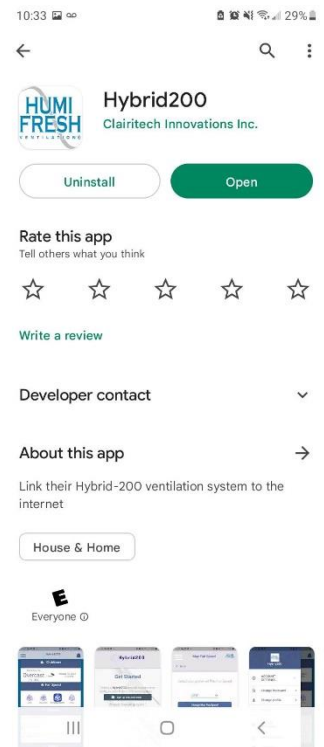 10:33
29%
HUMI
FRESH
VENTILATIONS
Hybrid200
Clairitech Innovations Inc.
Uninstall
Open
Rate this app
Tell others what you think
Write a review
Developer contact
About this app
Link their Hybrid-200 ventilation system to the
internet
House & Home
E
Everyone
Hybrid200
Get Started